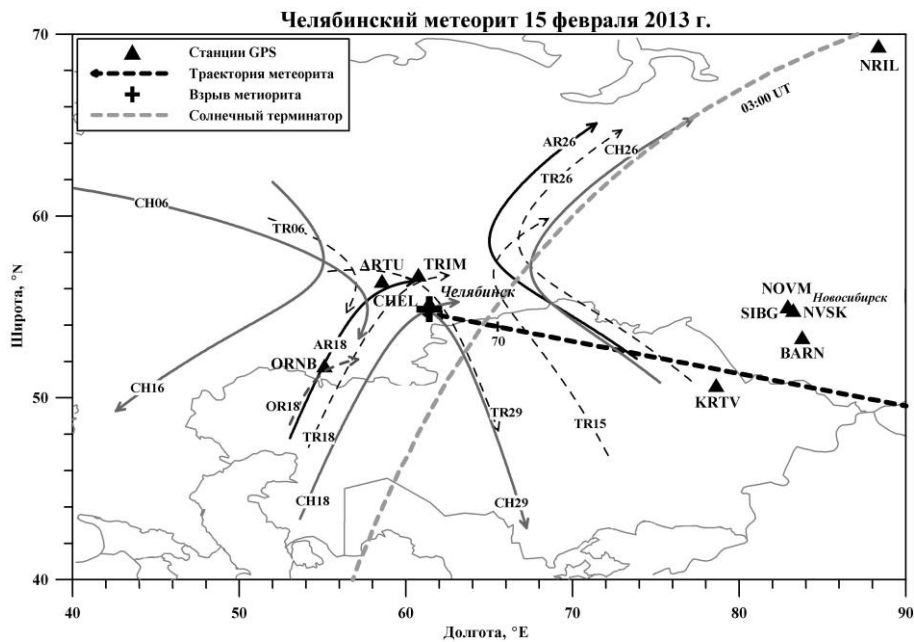 Челябинский метеорит 15 февраля 2013 г.
Станции GPS
Траектория метеорита
Взрыв метиорита
Солнечный терминатор
NRIL
03:00 UT
AR26
CH26
TR26
CH06
TR06
ΔRTU
TRIM
CHEL
Челябинск
NOVM
Новосибирск
SIBG
NVSK
BARN
70
AR18
ORNB
KRTV
CH16
OR18
TR18
TR29
TR15
CH18
CH29
70
60
50
40
Широта, °N
40
50
60
70
80
90
Долгота, °E